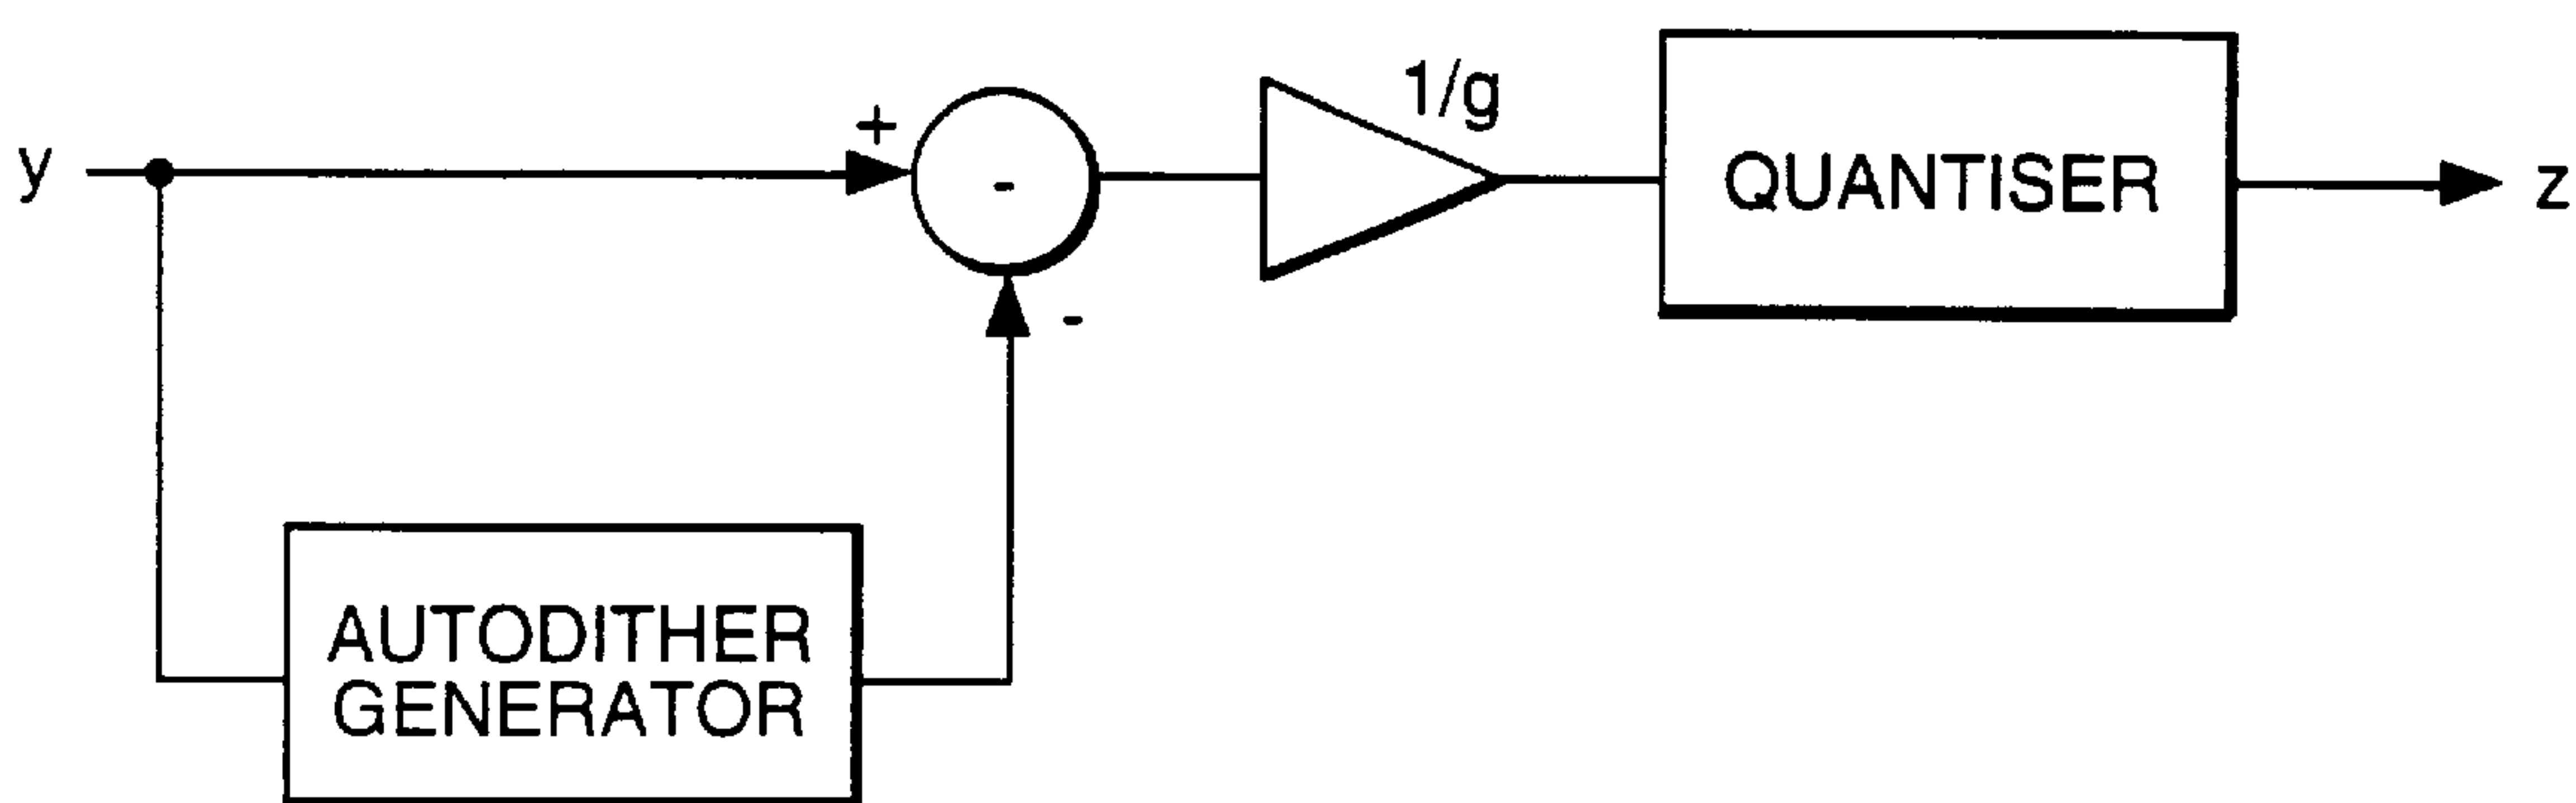 1/g
+
y
-
QUANTISER
z
-
AUTODITHER
GENERATOR